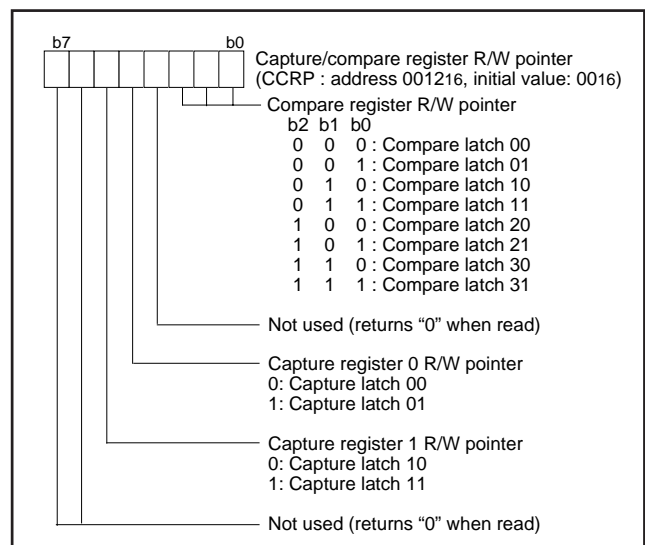 b7 b0
Capture/compare register R/W pointer
(CCRP : address 001216, initial value: 0016)
Compare register R/W pointer
b2 b1 b0
0 0 0 : Compare latch 00
0 0 1 : Compare latch 01
0 1 0 : Compare latch 10
0 1 1 : Compare latch 11
1 0 0 : Compare latch 20
1 0 1 : Compare latch 21
1 1 0 : Compare latch 30
1 1 1 : Compare latch 31
Not used (returns “0” when read)
Capture register 0 R/W pointer
0: Capture latch 00
1: Capture latch 01
Capture register 1 R/W pointer
0: Capture latch 10
1: Capture latch 11
Not used (returns “0” when read)